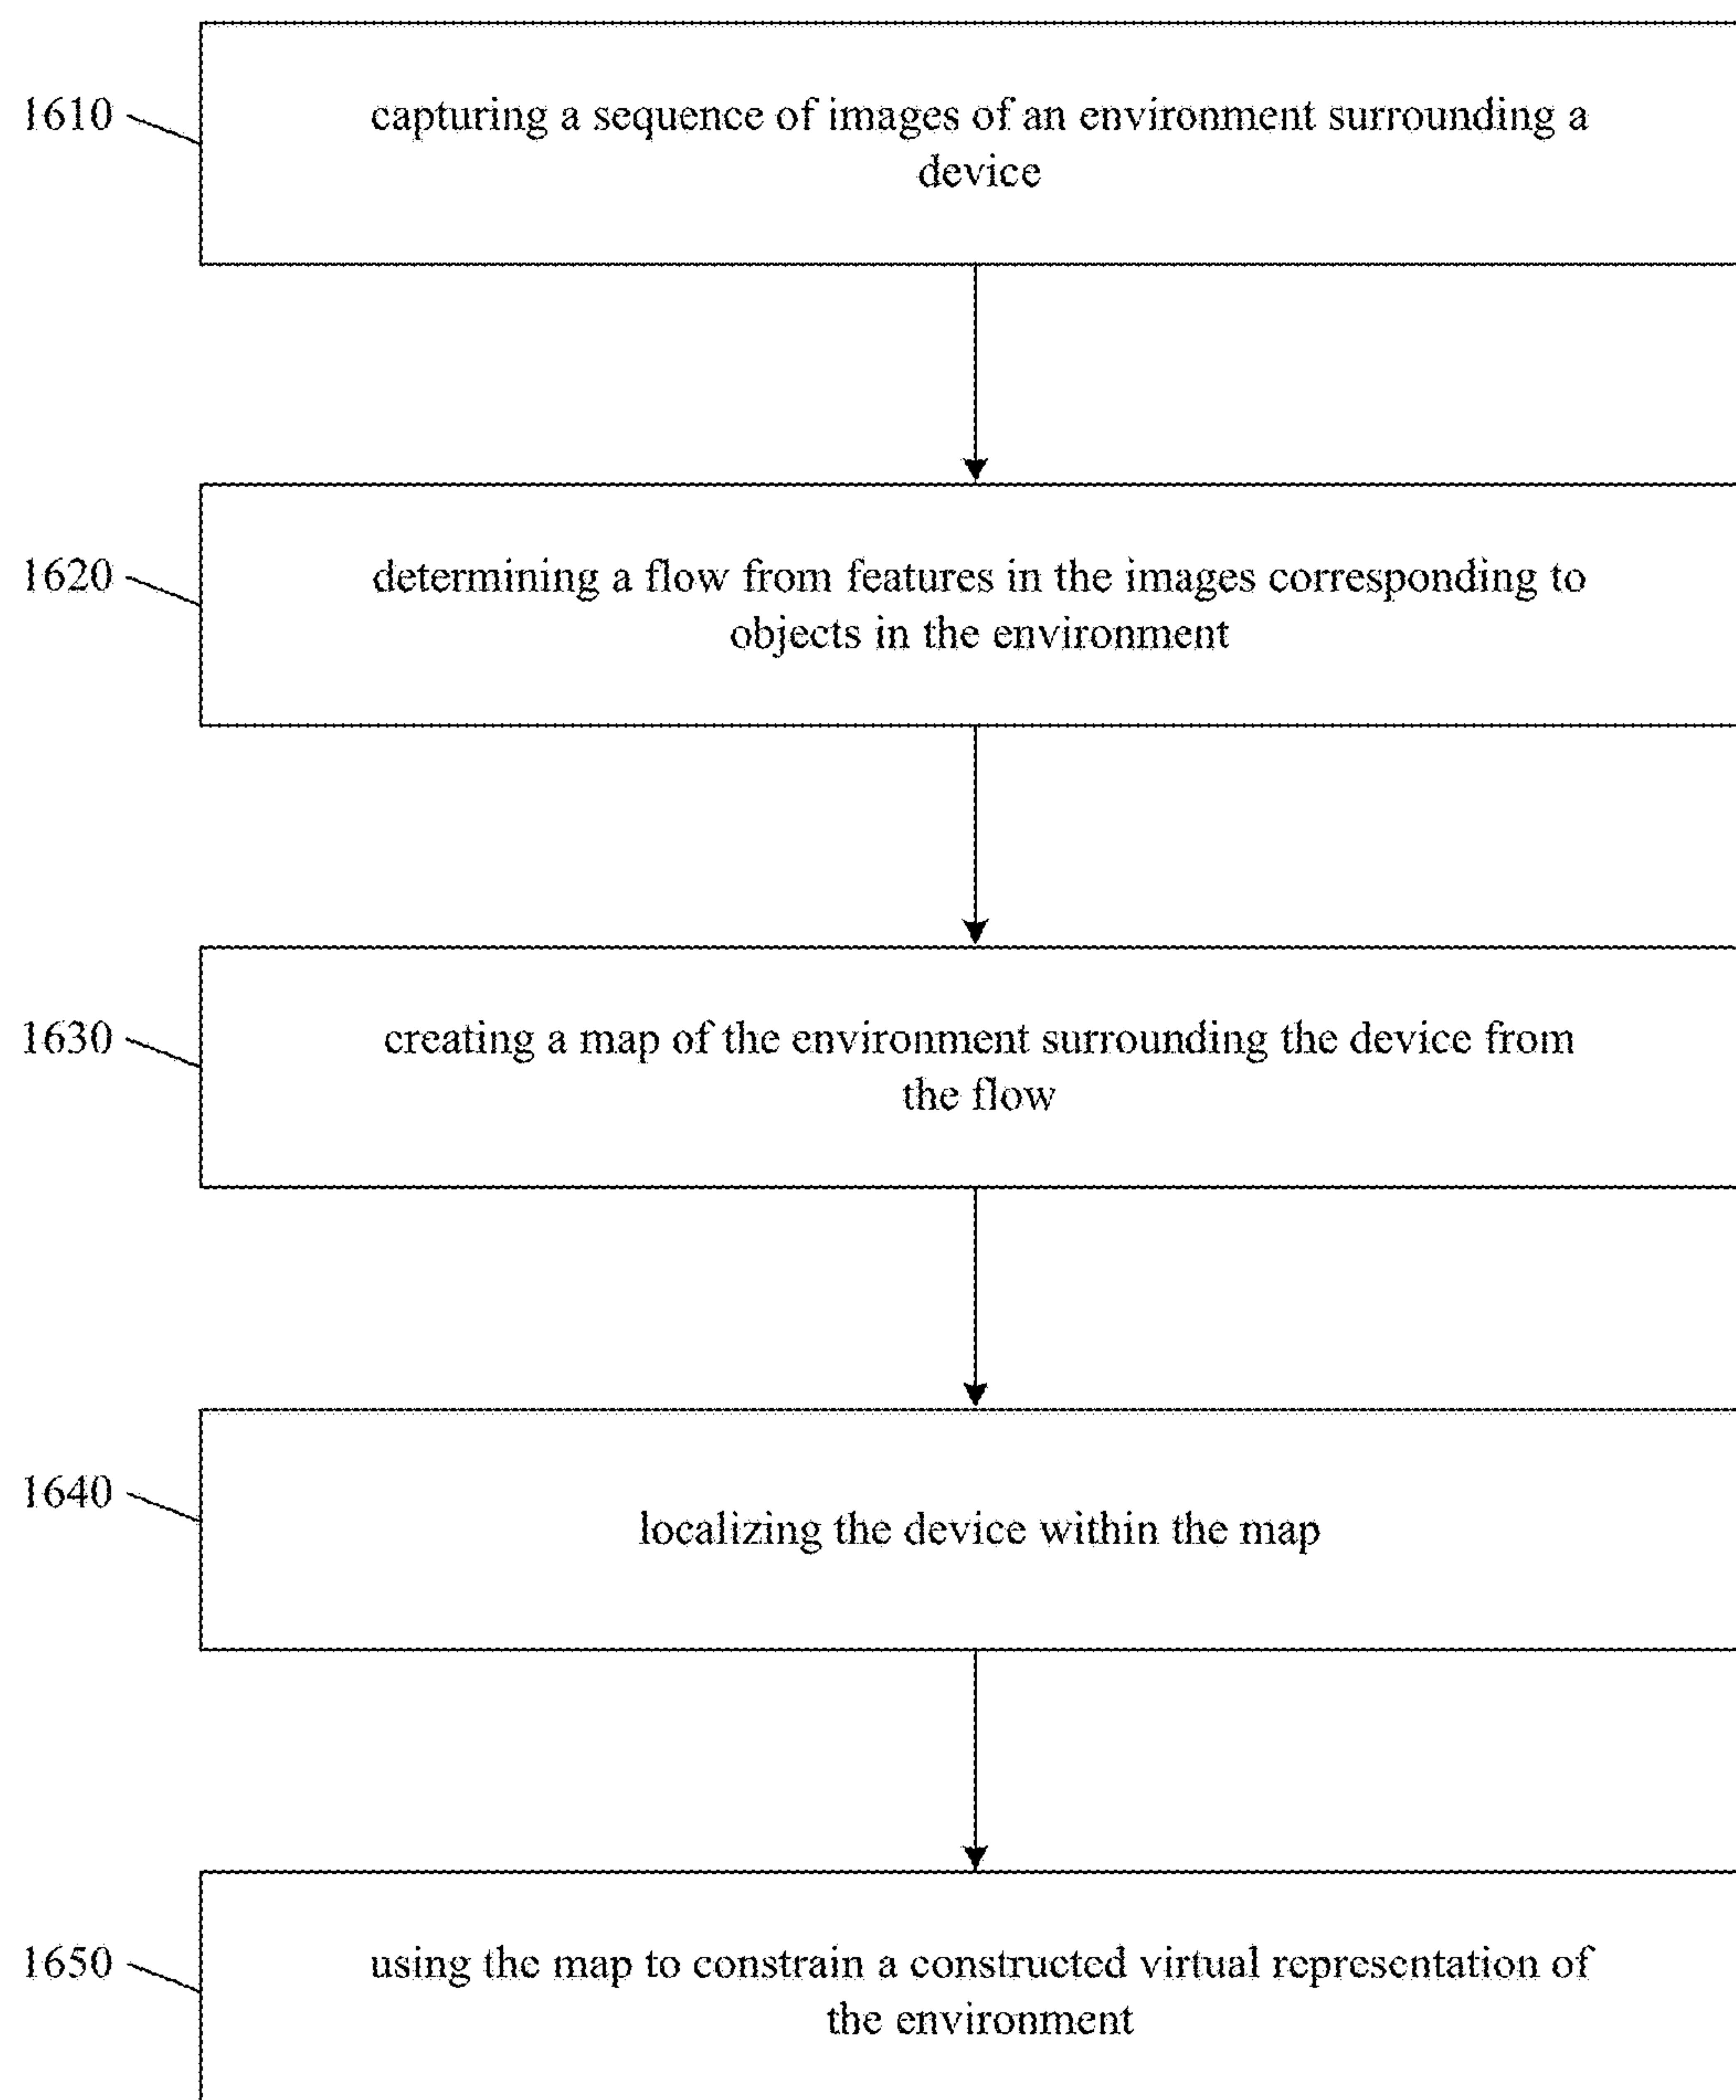 1610
capturing a sequence of images of an environment surrounding a
device
1620
determining a flow from features in the images corresponding to
objects in the environment
1630
creating a map of the environment surrounding the device from
the flow
1640
localizing the device within the map
1650
using the map to constrain a constructed virtual representation of
the environment